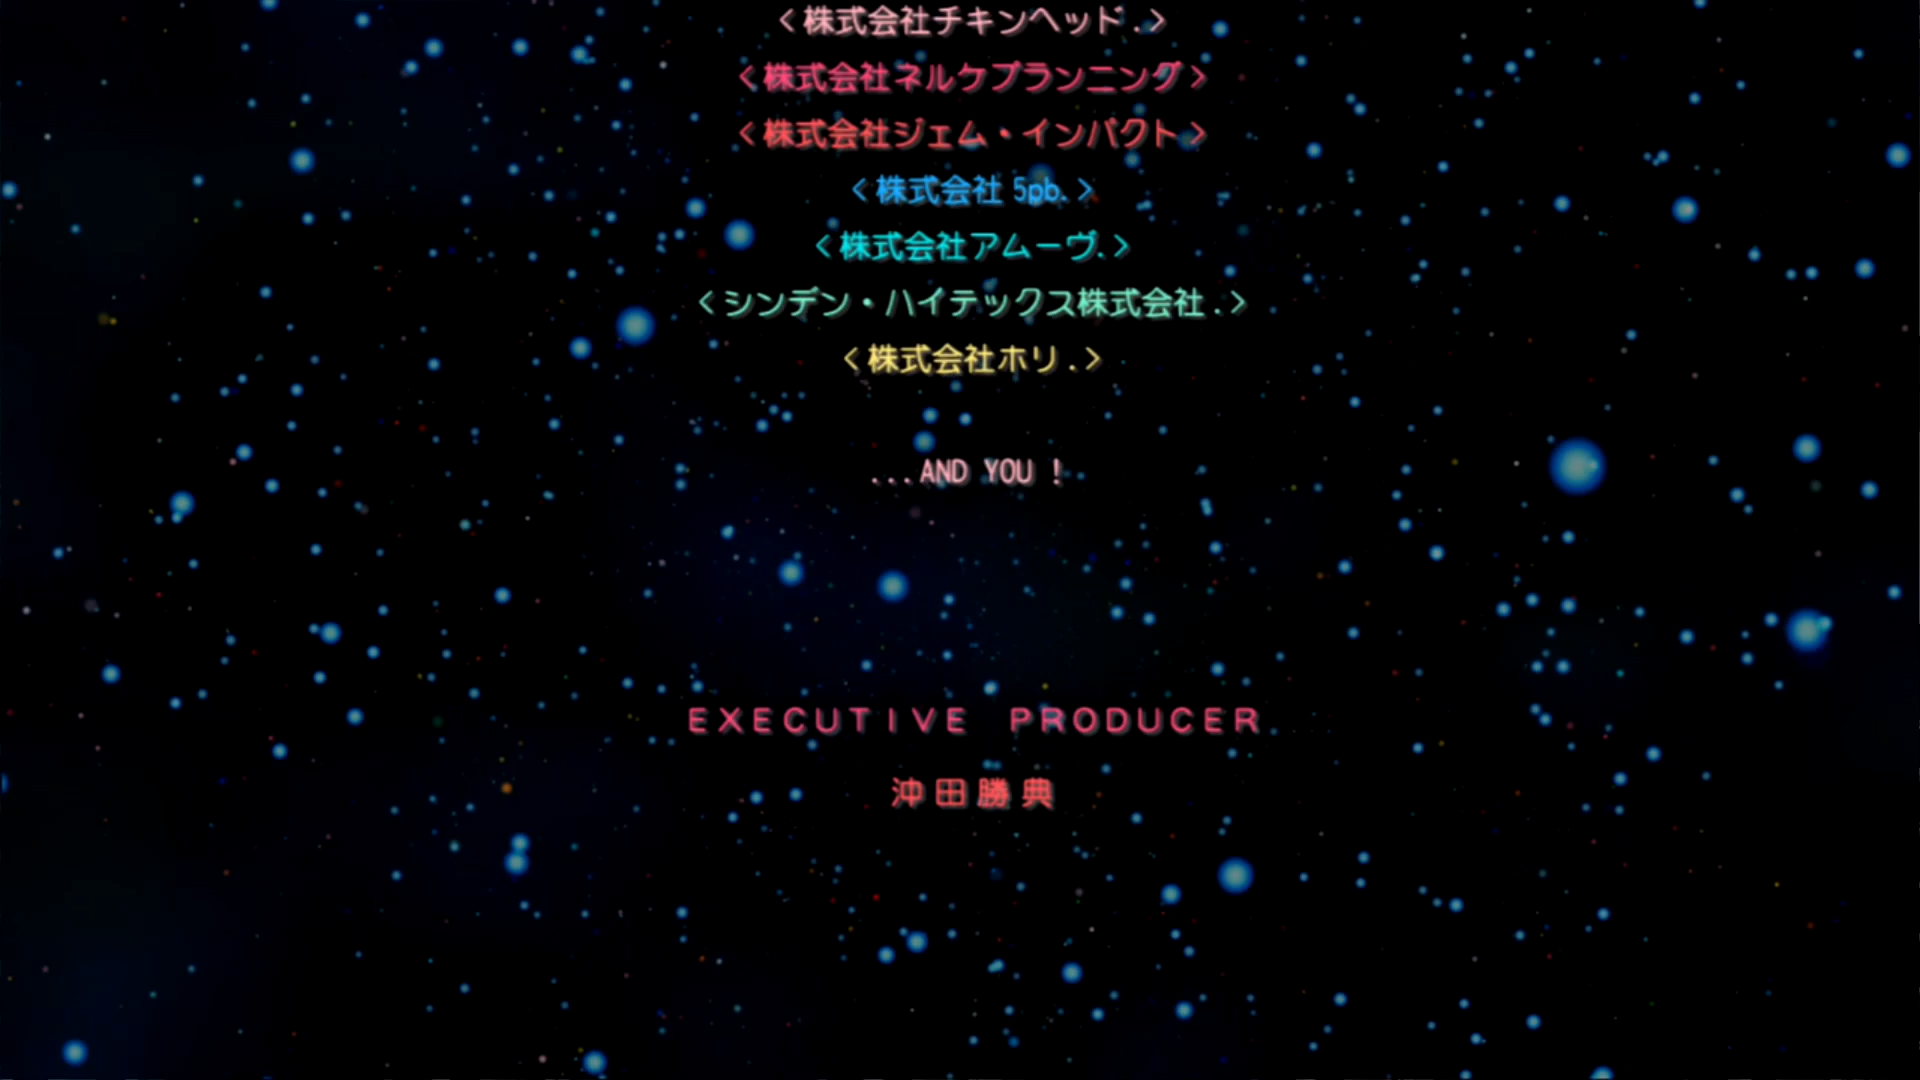 <株式会社チキンヘッド.>
<株式会社ネルケプランニング>
<株式会社ジェム・インパクト>
<株式会社 5pb.>
<株式会社アムーヴ.>
<シンデン・ハイテックス株式会社.>
<株式会社ホリ.>
...AND YOU !
ＥＸＥＣＵＴＩＶＥ　ＰＲＯＤＵＣＥＲ
沖田勝典